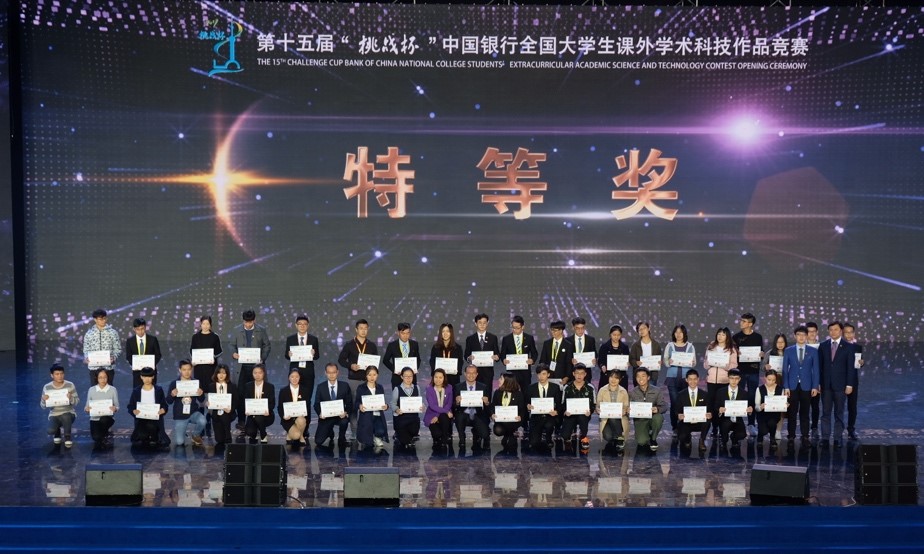 挑战杯
第十五届“挑战杯”中国银行全国大学生课外学术科技作品竞赛
THE 15TH CHALLENGE CUP BANK OF CHINA NATIONAL COLLEGE STUDENTS' EXTRACURRICULAR ACADEMIC SCIENCE AND TECHNOLOGY CONTEST OPENING CEREMONY
特等奖